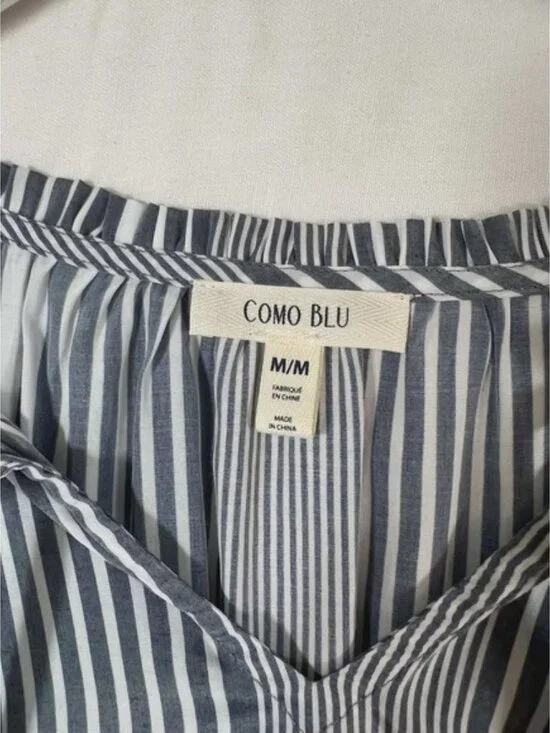 COMO BLU
M/M
FABRIQUÉ
EN CHINE
MADE
IN CHINA